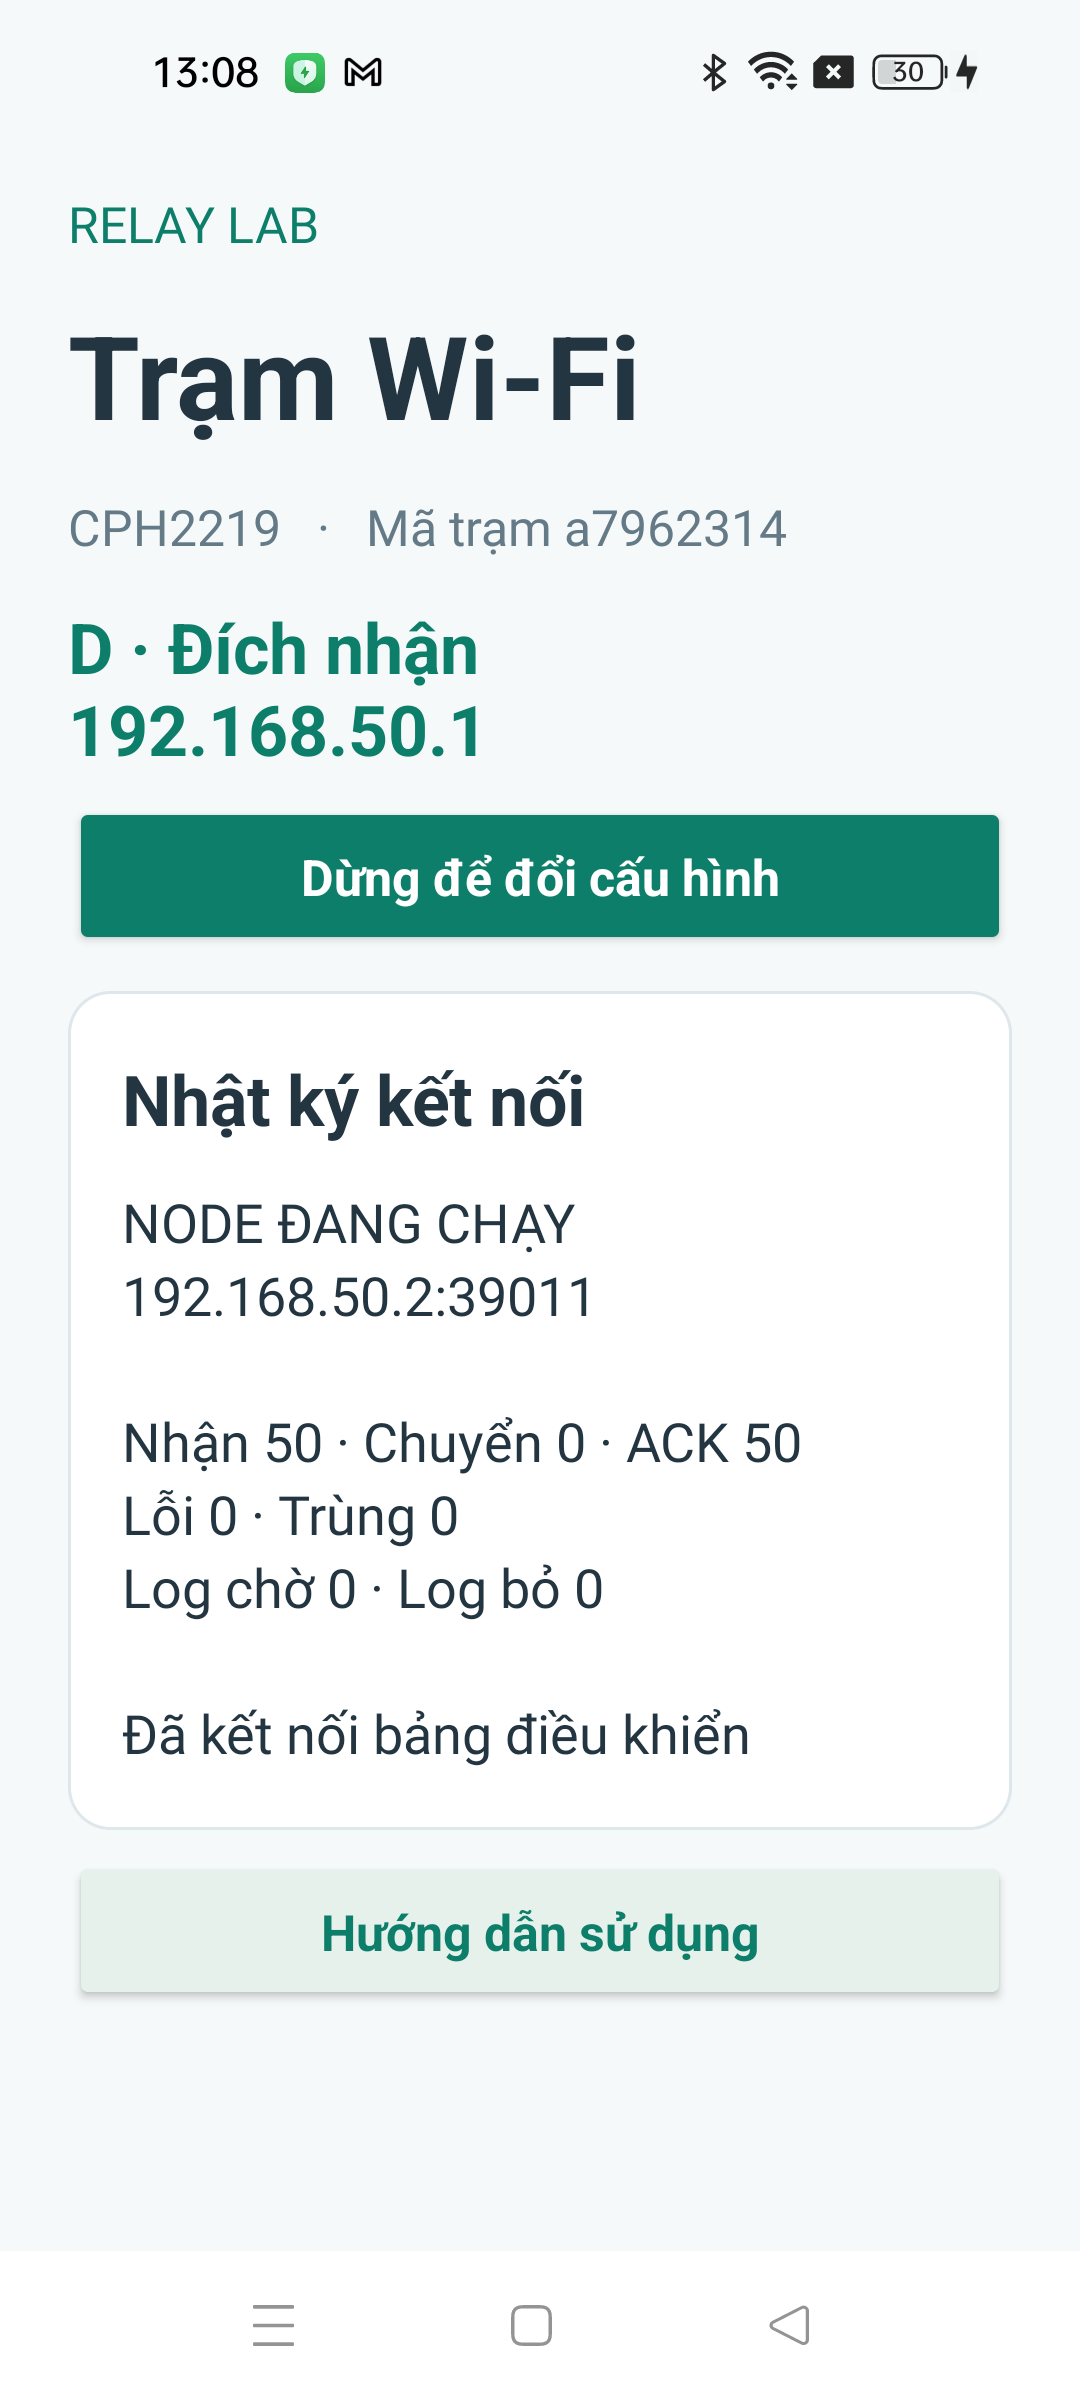 13:08
30
RELAY LAB
Trạm Wi-Fi
CPH2219 · Mã trạm a7962314
D · Đích nhận
192.168.50.1
Dừng để đổi cấu hình
Nhật ký kết nối
NODE ĐANG CHẠY
192.168.50.2:39011
Nhận 50 · Chuyển 0 · ACK 50
Lỗi 0 · Trùng 0
Log chờ 0 · Log bỏ 0
Đã kết nối bảng điều khiển
Hướng dẫn sử dụng